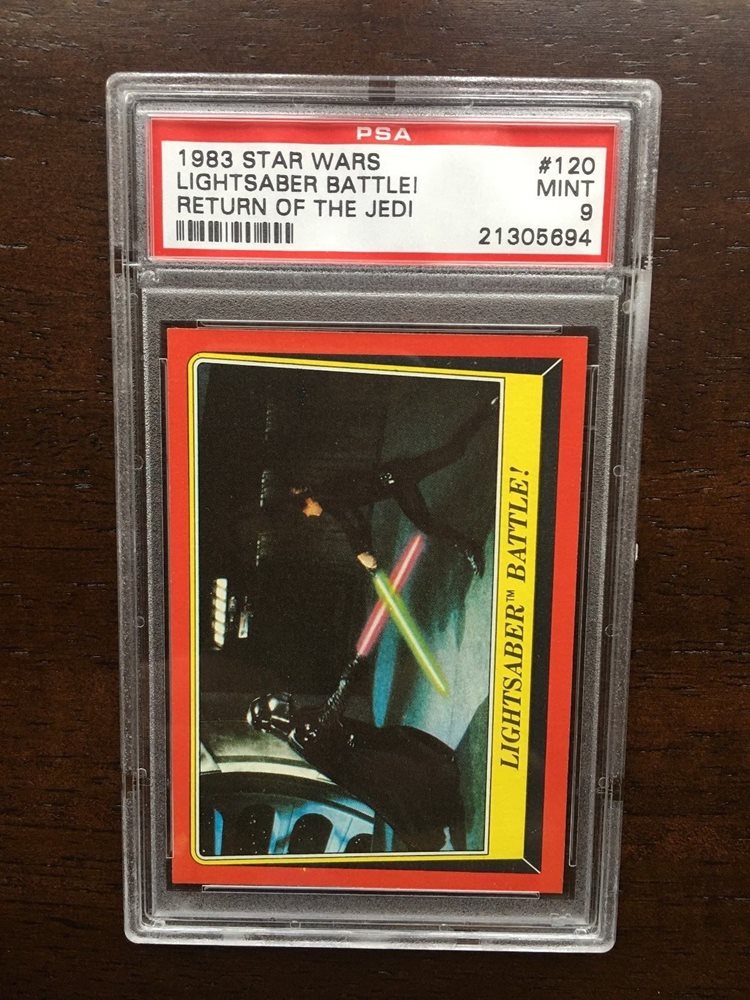 PSA
1983 STAR WARS #120
LIGHTSABER BATTLE! MINT
RETURN OF THE JEDI 9
21305694
LIGHTSABER™ BATTLE!